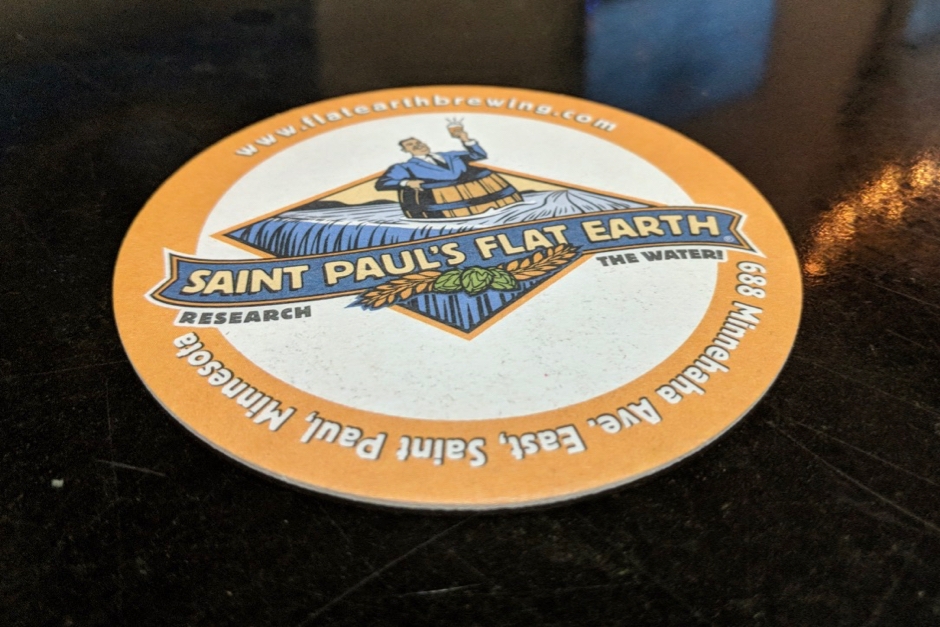 www.flatearthbrewing.com
SAINT PAUL'S FLAT EARTH
RESEARCH
THE WATER!
688 Minnehaha Ave. East, Saint Paul, Minnesota